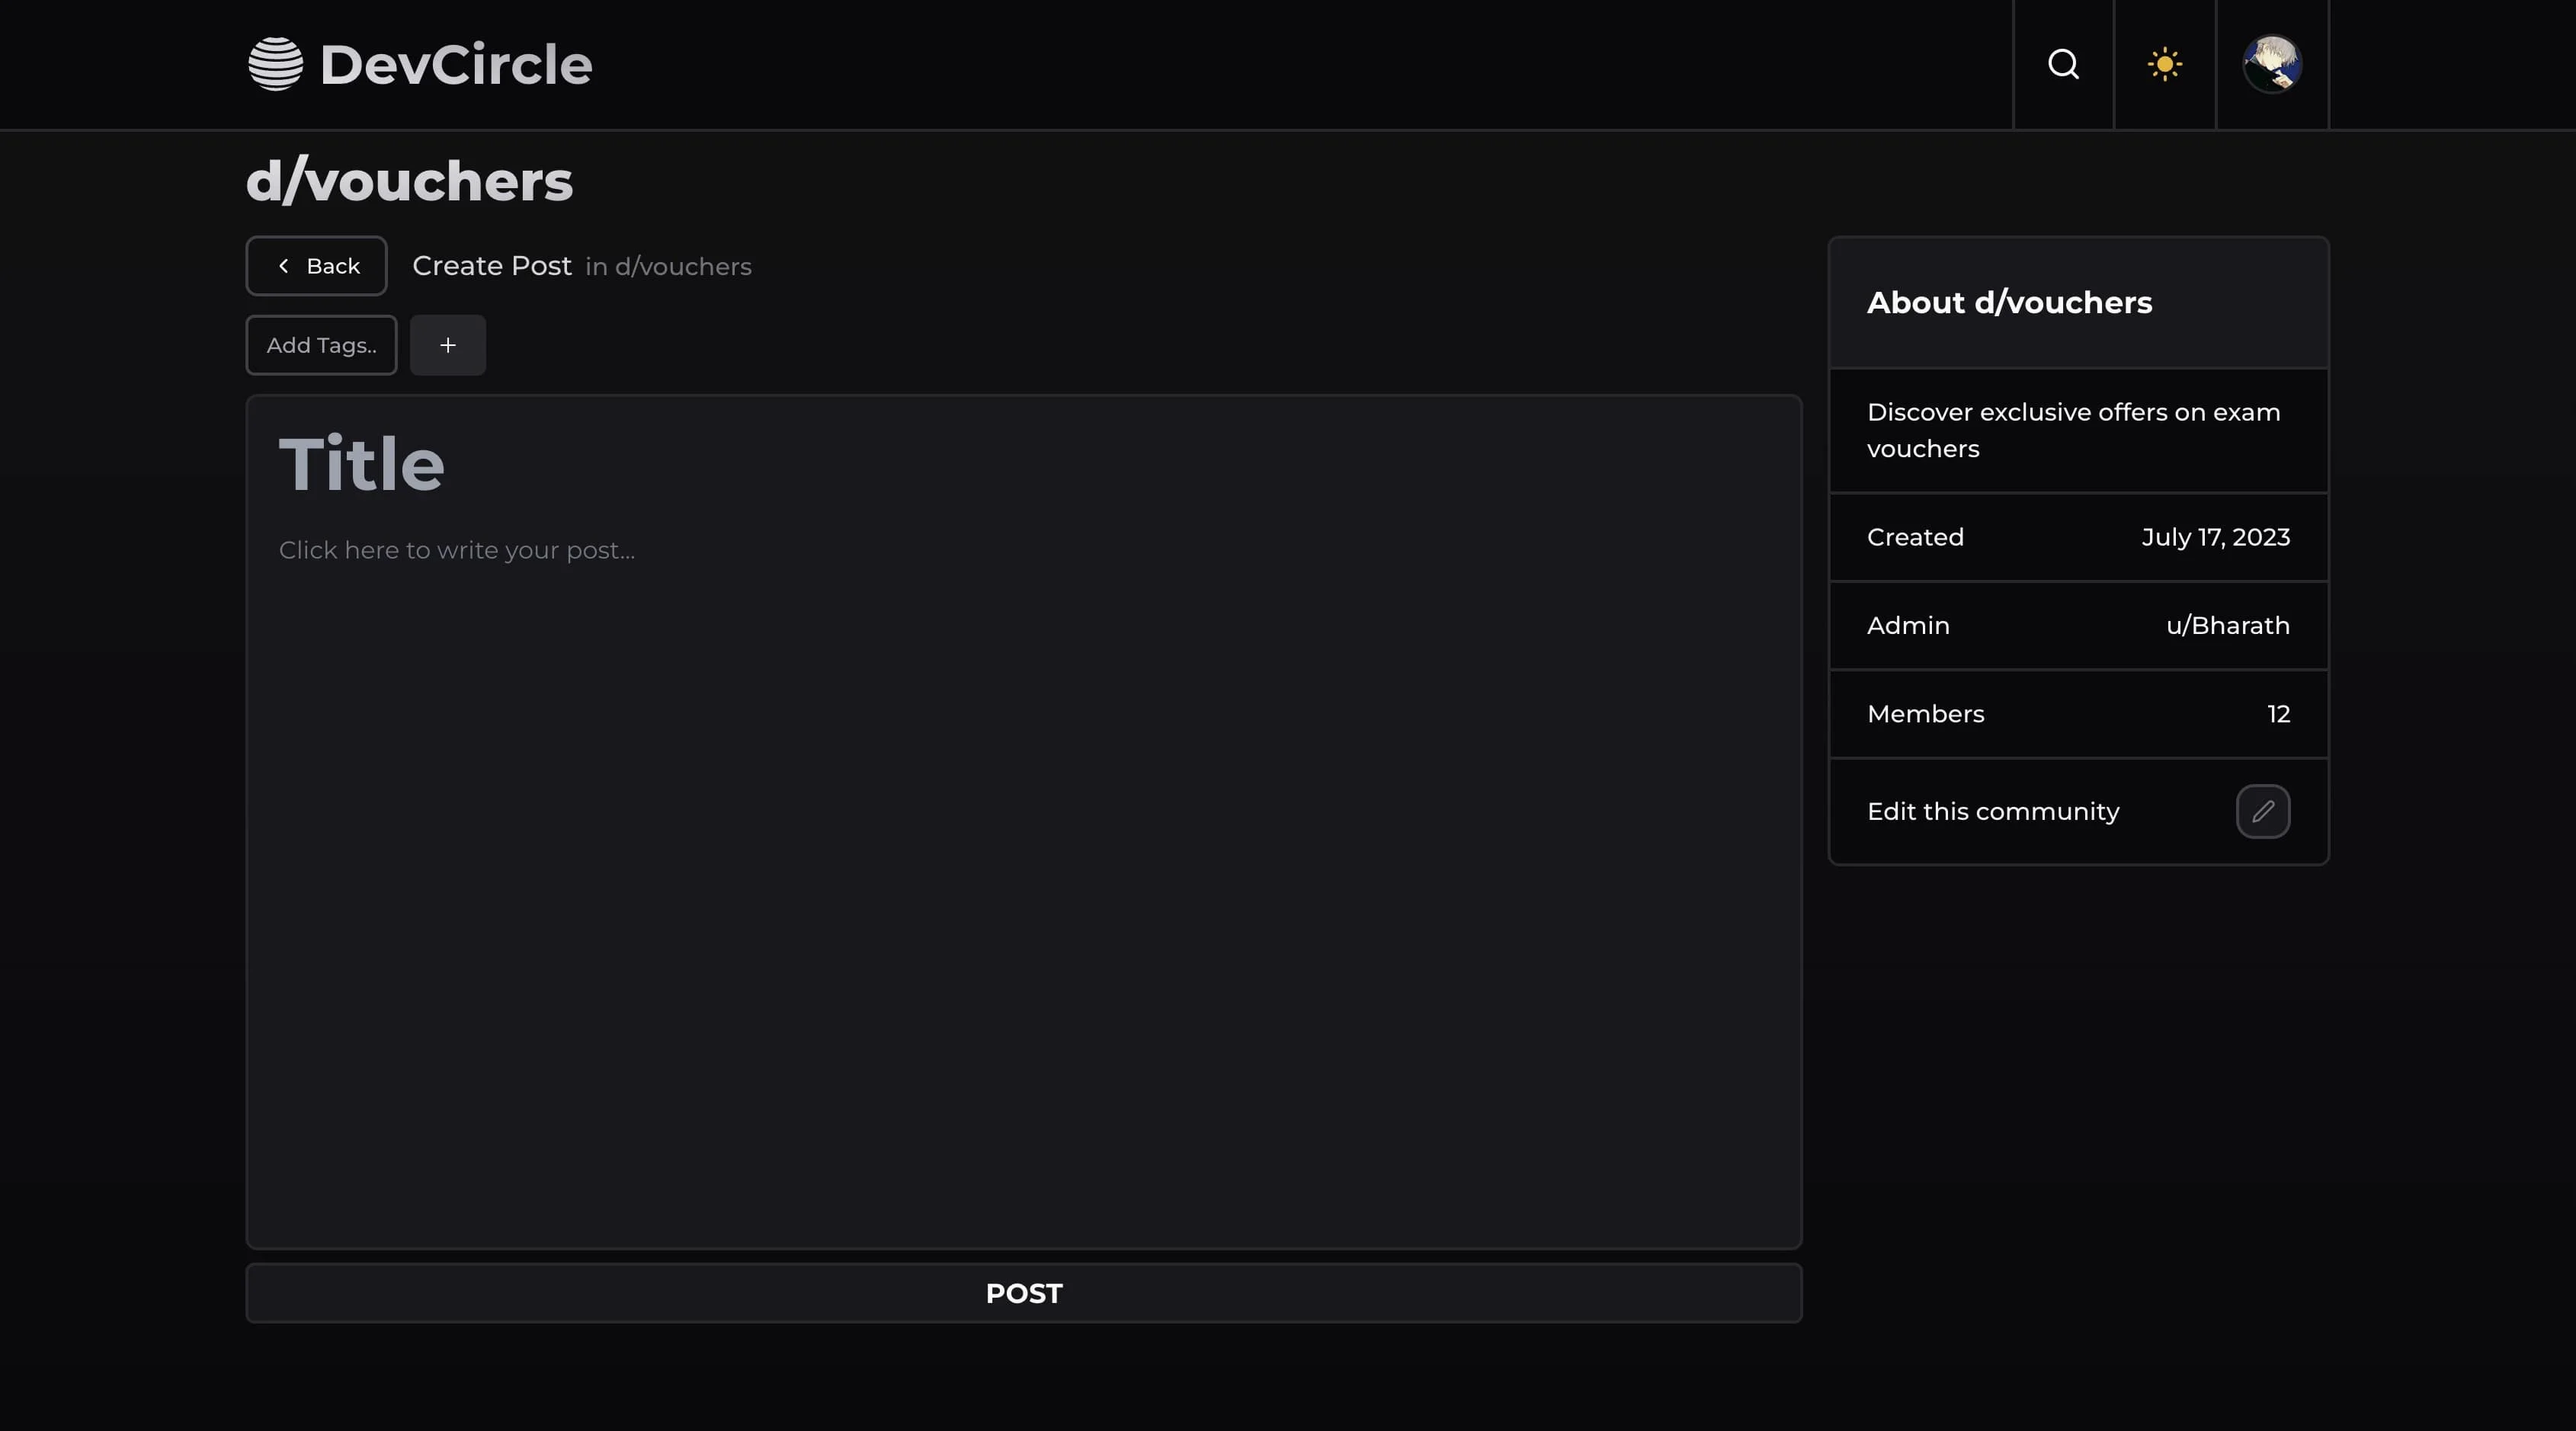 DevCircle
d/vouchers
Back
Create Post in d/vouchers
Add Tags..
+
Title
Click here to write your post...
POST
About d/vouchers
Discover exclusive offers on exam
vouchers
Created July 17, 2023
Admin u/Bharath
Members 12
Edit this community